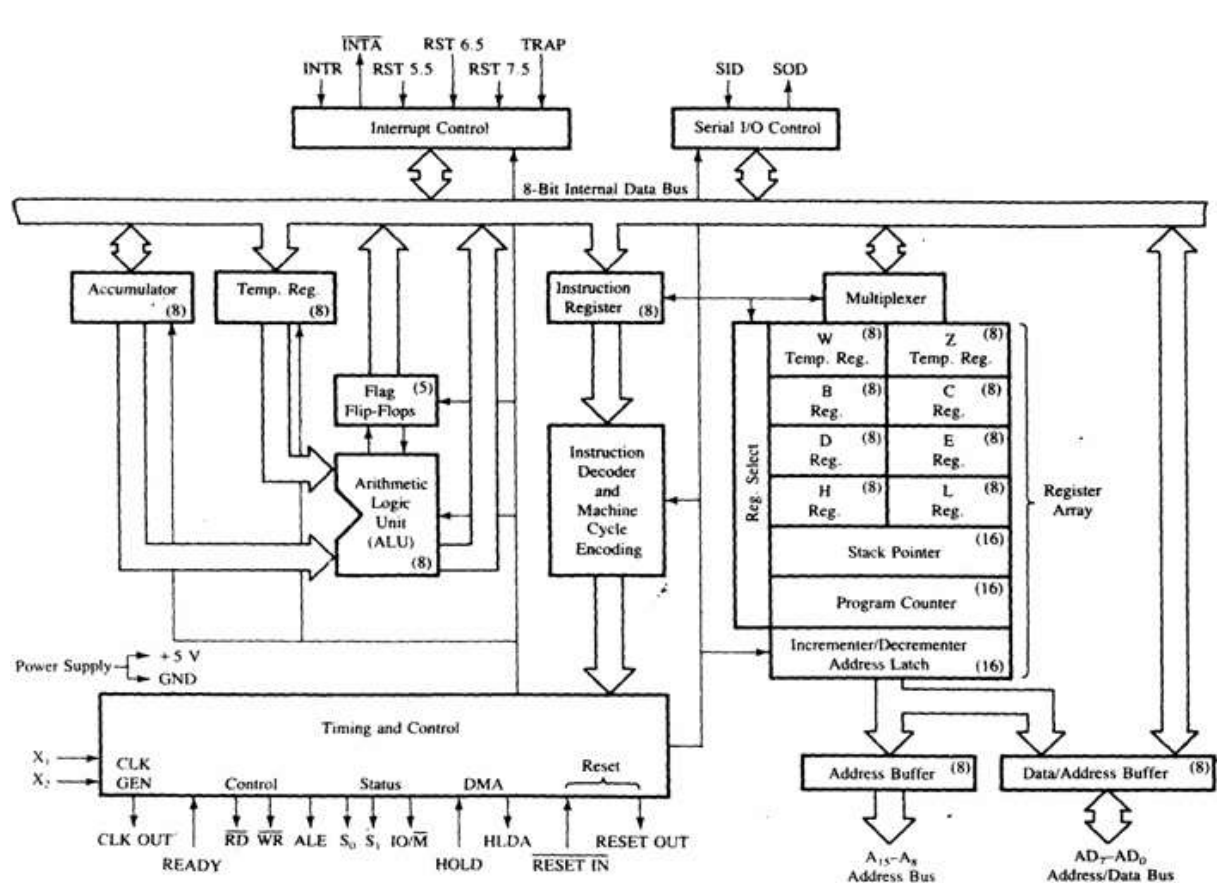 INTA
RST 6.5
TRAP
INTR
RST 5.5
RST 7.5
SID
SOD
Interrupt Control
Serial I/O Control
8-Bit Internal Data Bus
Accumulator
(8)
Temp. Reg.
(8)
Instruction
Register
(8)
Multiplexer
Reg. Select
W
(8)
Temp. Reg.
Z
(8)
Temp. Reg.
B
(8)
Reg.
C
(8)
Reg.
D
(8)
Reg.
E
(8)
Reg.
H
(8)
Reg.
L
(8)
Reg.
(16)
Stack Pointer
(16)
Program Counter
Incrementer/Decrementer
Address Latch
(16)
Register
Array
(5)
Flag
Flip-Flops
Arithmetic
Logic
Unit
(ALU)
(8)
Instruction
Decoder
and
Machine
Cycle
Encoding
Power Supply
+5 V
GND
Timing and Control
X₁
X₂
CLK
GEN
Control
Status
DMA
Reset
CLK OUT
READY
RD
WR
ALE
S₀
S₁
IO/M
HOLD
HLDA
RESET IN
RESET OUT
Address Buffer
(8)
Data/Address Buffer
(8)
A₁₅–A₈
Address Bus
AD₇–AD₀
Address/Data Bus